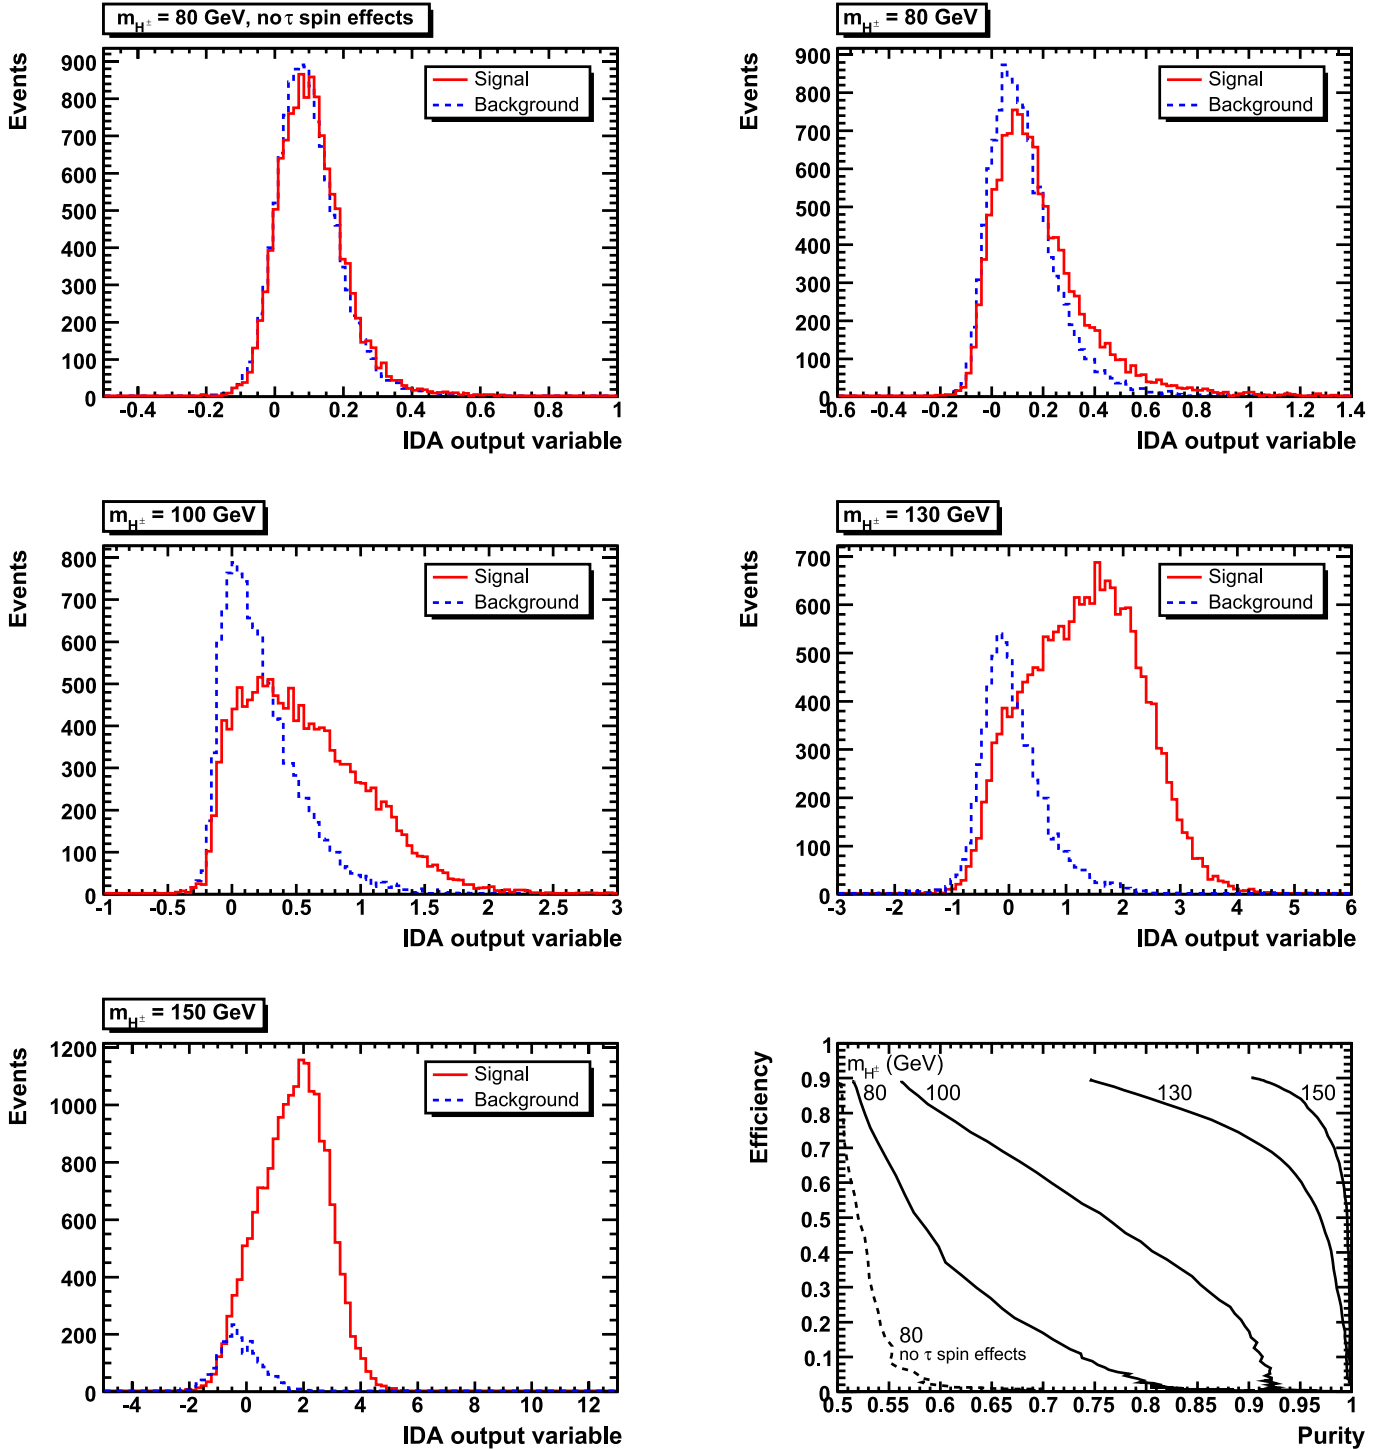 m_H± = 80 GeV, no τ spin effects
Events
900
800
700
600
500
400
300
200
100
0
Signal
Background
-0.4 -0.2 0 0.2 0.4 0.6 0.8 1
IDA output variable
m_H± = 80 GeV
Events
900
800
700
600
500
400
300
200
100
0
Signal
Background
-0.6 -0.4 -0.2 -0 0.2 0.4 0.6 0.8 1 1.2 1.4
IDA output variable
m_H± = 100 GeV
Events
800
700
600
500
400
300
200
100
0
Signal
Background
-1 -0.5 0 0.5 1 1.5 2 2.5 3
IDA output variable
m_H± = 130 GeV
Events
700
600
500
400
300
200
100
0
Signal
Background
-3 -2 -1 0 1 2 3 4 5 6
IDA output variable
m_H± = 150 GeV
Events
1200
1000
800
600
400
200
0
Signal
Background
-4 -2 0 2 4 6 8 10 12
IDA output variable
Efficiency
1
0.9
0.8
0.7
0.6
0.5
0.4
0.3
0.2
0.1
0
m_H± (GeV)
80 100 130 150
80
no τ spin effects
0.5 0.55 0.6 0.65 0.7 0.75 0.8 0.85 0.9 0.95 1
Purity